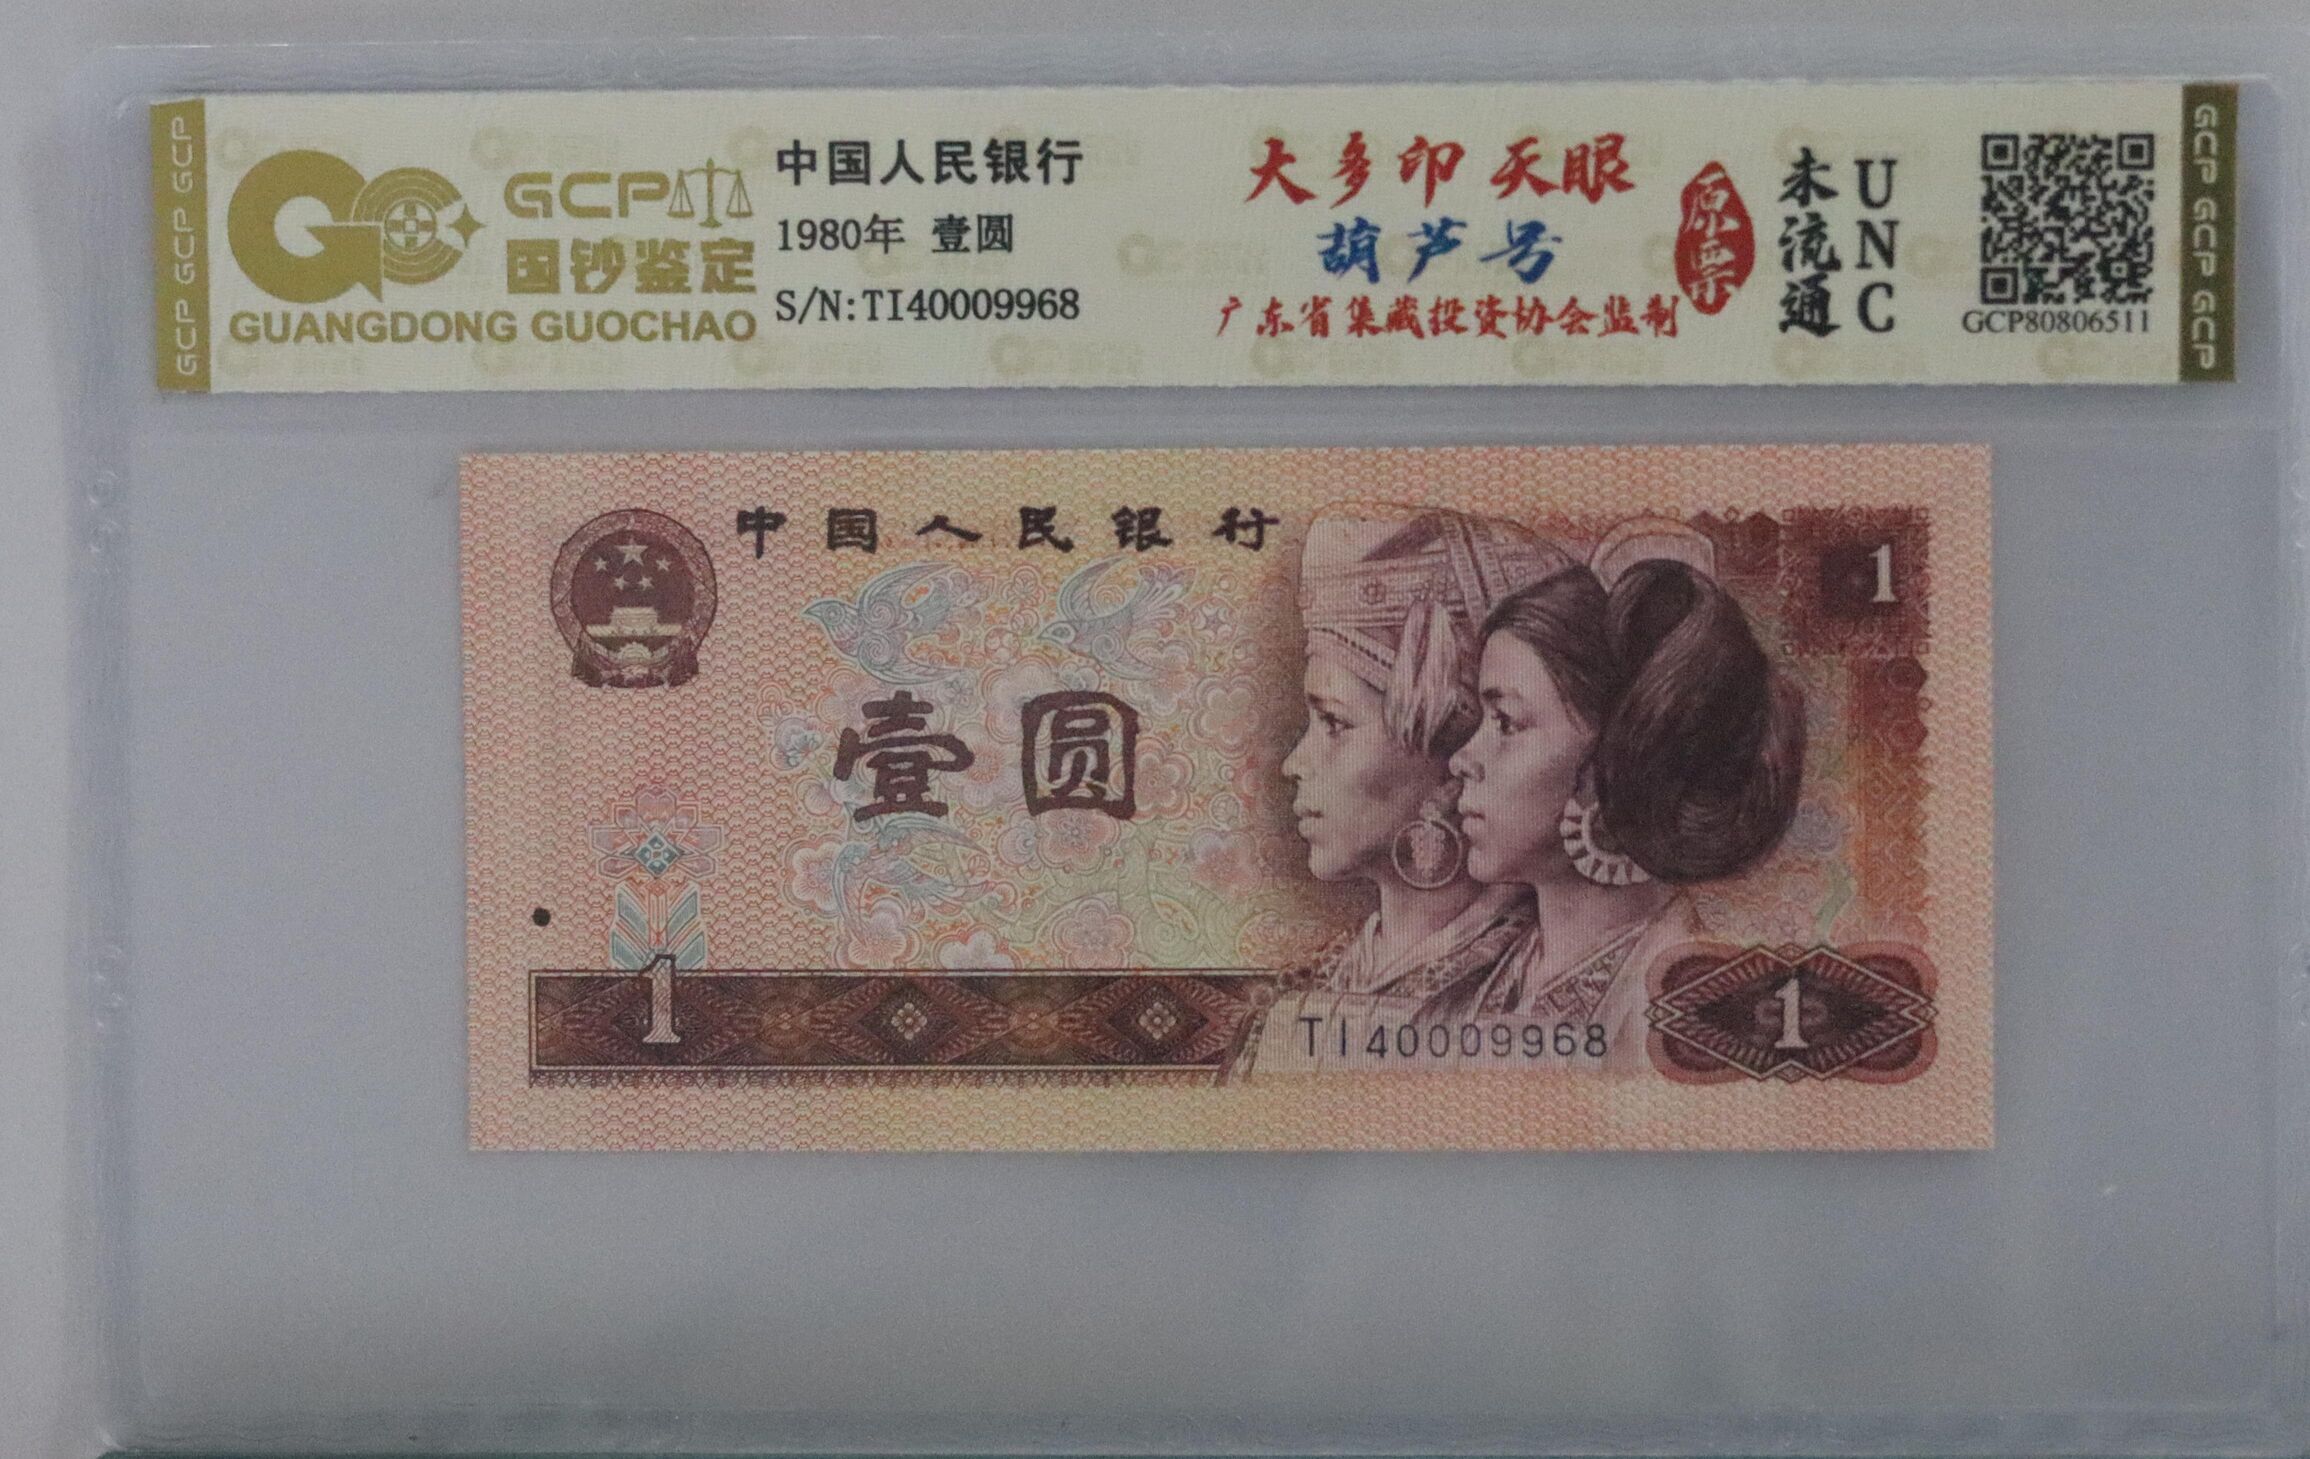 GCP GCP GCP
GCP
国钞鉴定
GUANGDONG GUOCHAO
中国人民银行
1980年 壹圆
S/N:TI40009968
大多印 天眼
葫芦号
广东省集藏投资协会监制
原票
未流通
UNC
GCP80806511
GCP GCP GCP
中国人民银行
1
壹圆
1
TI40009968
1